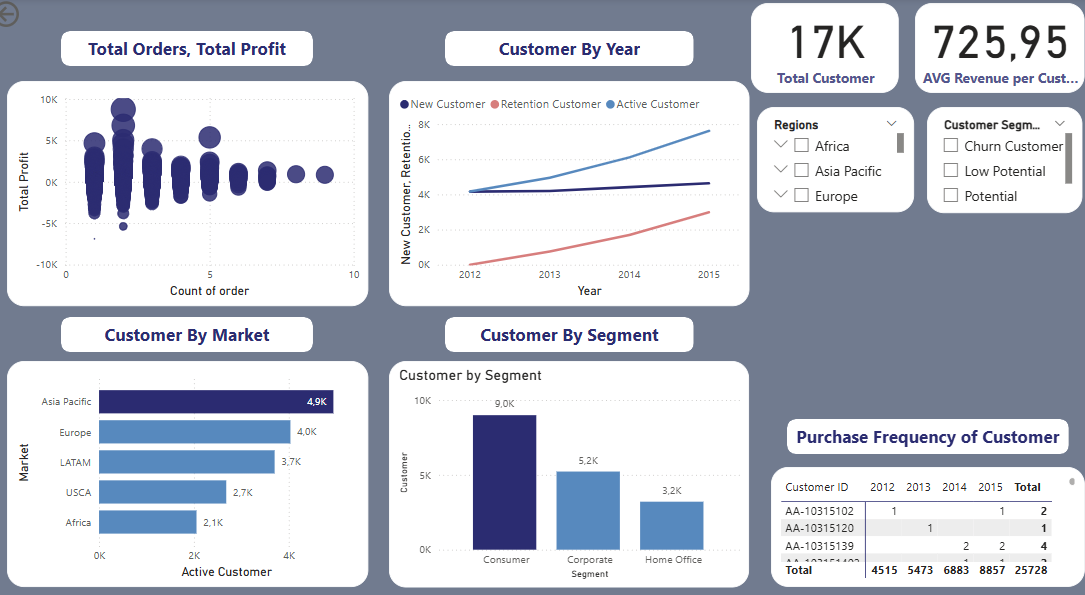 Total Orders, Total Profit
Customer By Year
17K
Total Customer
725,95
AVG Revenue per Cust...
10K
5K
0K
-5K
-10K
Total Profit
0
5
10
Count of order
New Customer
Retention Customer
Active Customer
8K
6K
4K
2K
0K
New Customer, Retentio...
2012
2013
2014
2015
Year
Regions
Africa
Asia Pacific
Europe
Customer Segm...
Churn Customer
Low Potential
Potential
Customer By Market
Customer By Segment
Market
Asia Pacific
4,9K
Europe
4,0K
LATAM
3,7K
USCA
2,7K
Africa
2,1K
0K
2K
4K
Active Customer
Customer by Segment
10K
5K
0K
Customer
9,0K
5,2K
3,2K
Consumer
Corporate
Home Office
Segment
Purchase Frequency of Customer
Customer ID 2012 2013 2014 2015 Total
AA-10315102 1 1 2
AA-10315120 1 1
AA-10315139 2 2 4
Total 4515 5473 6883 8857 25728